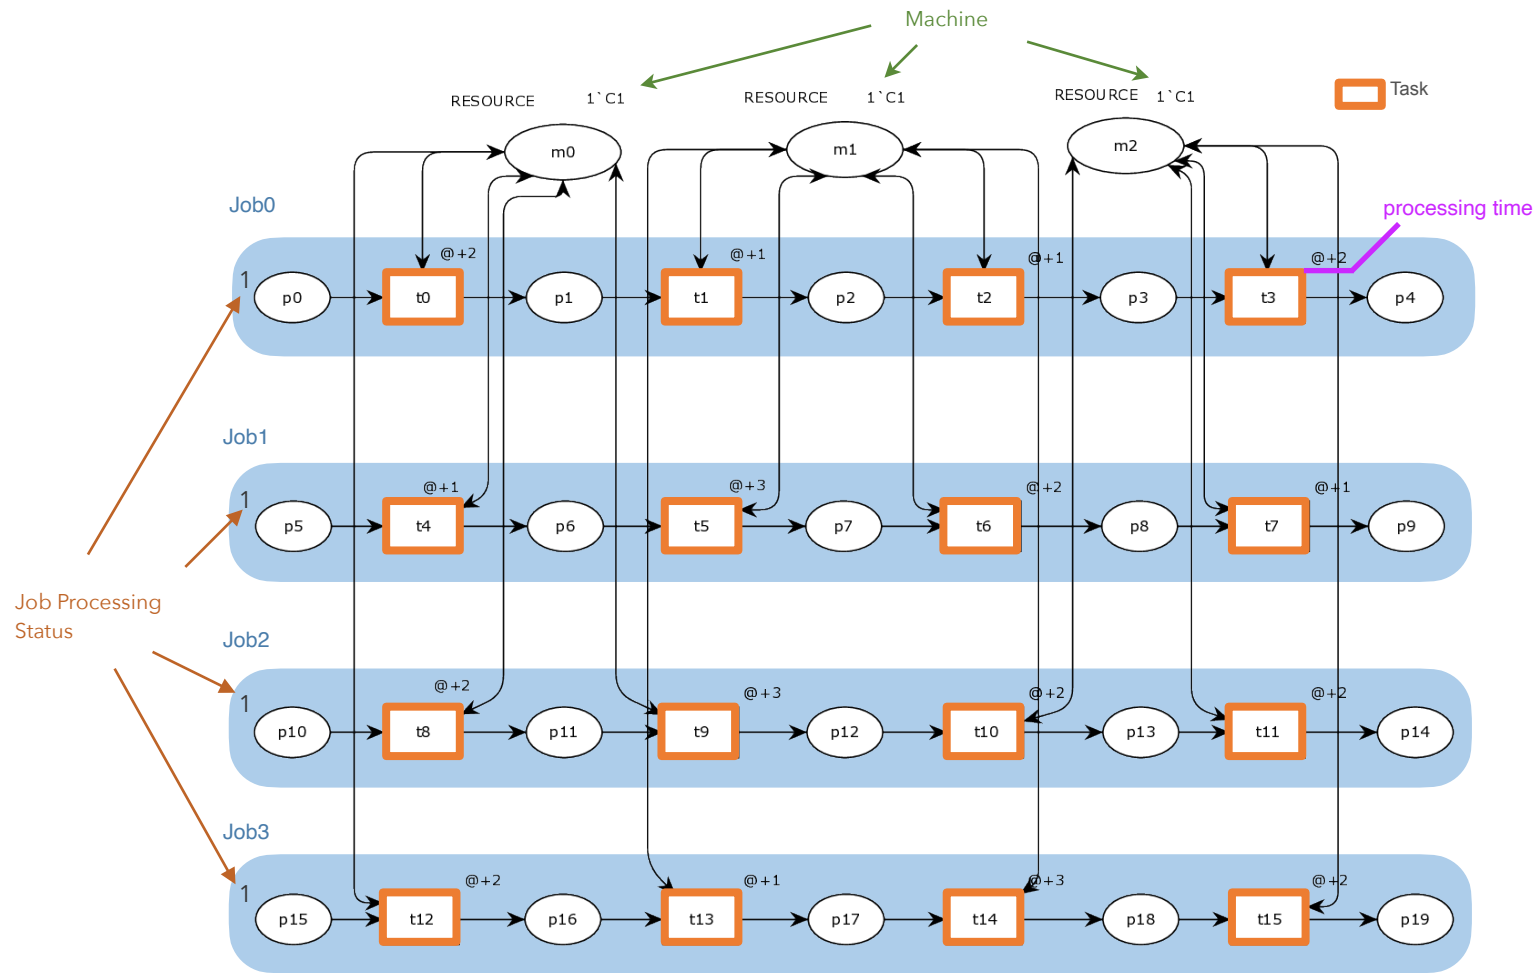 Machine
RESOURCE 1`C1 RESOURCE 1`C1 RESOURCE 1`C1
Task
m0 m1 m2
Job0
processing time
1 @+2 @+1 @+1 @+2
p0 t0 p1 t1 p2 t2 p3 t3 p4
Job1
1 @+1 @+3 @+2 @+1
p5 t4 p6 t5 p7 t6 p8 t7 p9
Job Processing
Status
Job2
1 @+2 @+3 @+2 @+2
p10 t8 p11 t9 p12 t10 p13 t11 p14
Job3
1 @+2 @+1 @+3 @+2
p15 t12 p16 t13 p17 t14 p18 t15 p19